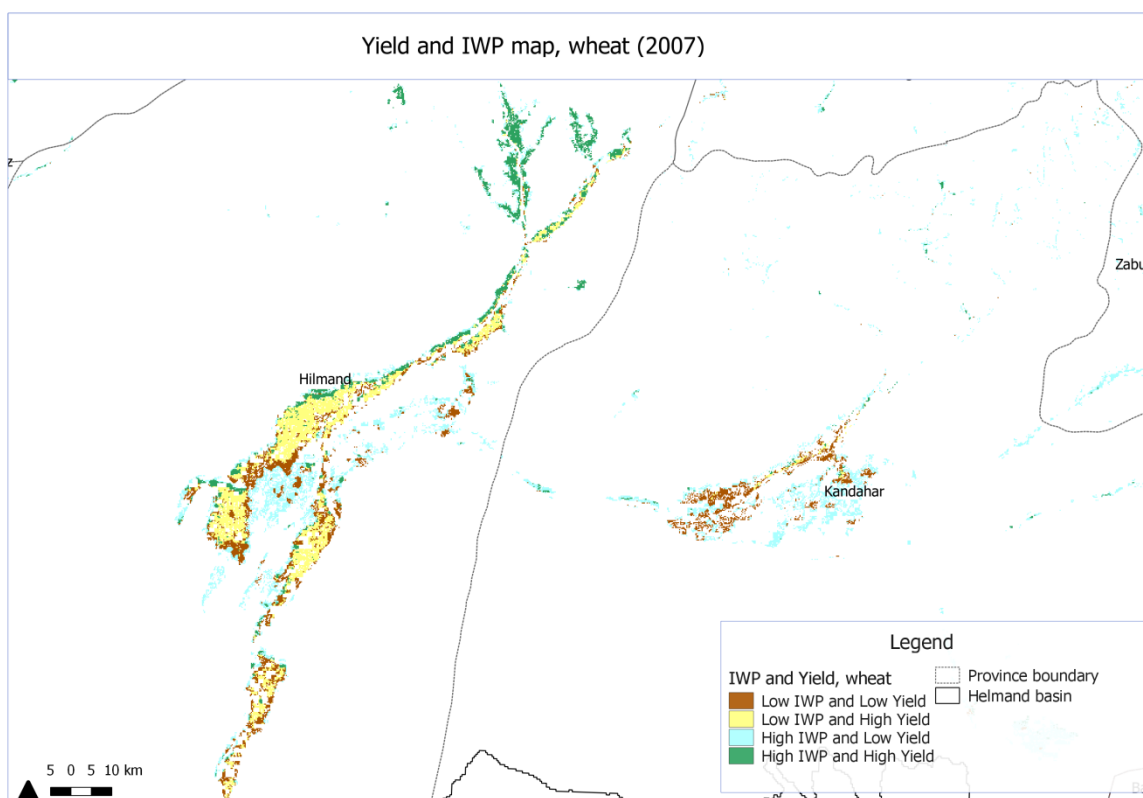 Yield and IWP map, wheat (2007)
z
Zabu
Hilmand
Kandahar
Legend
IWP and Yield, wheat
Low IWP and Low Yield
Low IWP and High Yield
High IWP and Low Yield
High IWP and High Yield
Province boundary
Helmand basin
5 0 5 10 km